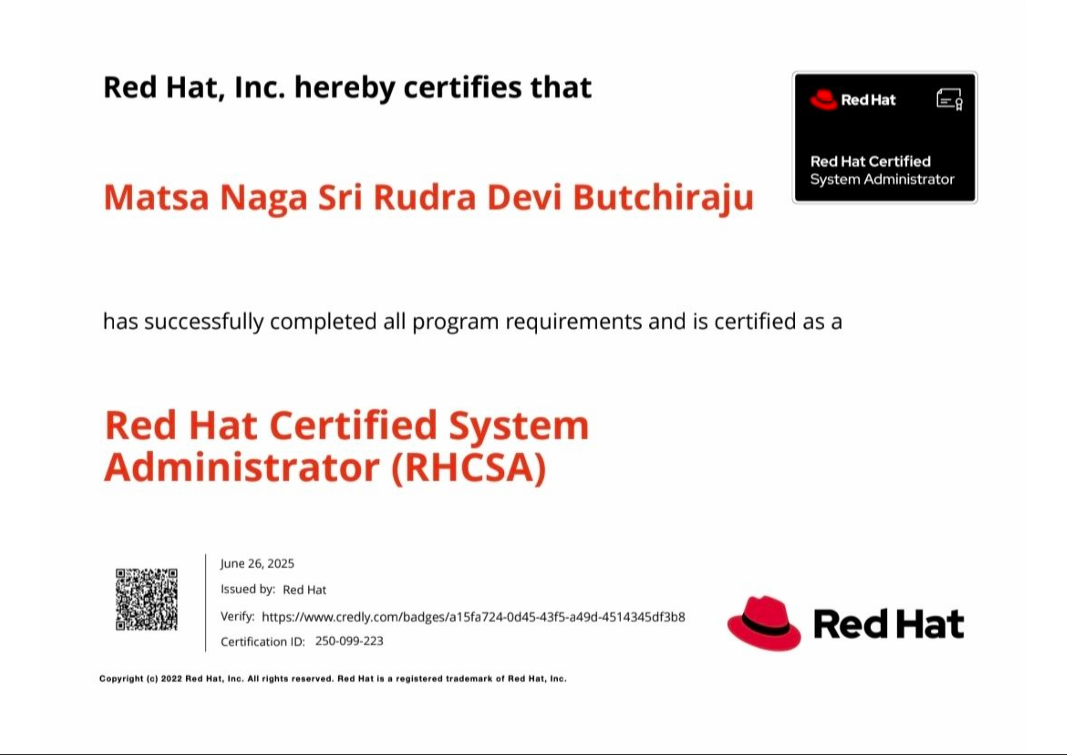 Red Hat, Inc. hereby certifies that
Red Hat
Red Hat Certified
System Administrator
Matsa Naga Sri Rudra Devi Butchiraju
has successfully completed all program requirements and is certified as a
Red Hat Certified System
Administrator (RHCSA)
June 26, 2025
Issued by: Red Hat
Verify: https://www.credly.com/badges/a15fa724-0d45-43f5-a49d-4514345df3b8
Certification ID: 250-099-223
Red Hat
Copyright (c) 2022 Red Hat, Inc. All rights reserved. Red Hat is a registered trademark of Red Hat, Inc.